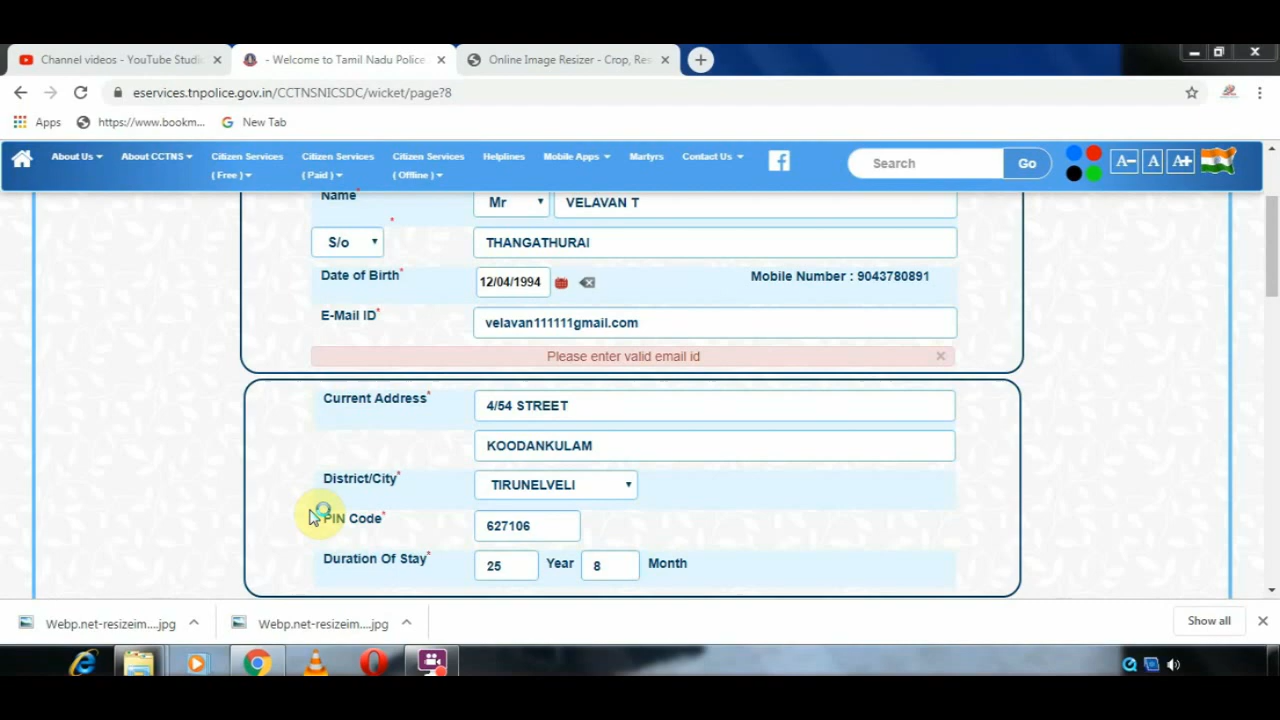 Channel videos - YouTube Studi
- Welcome to Tamil Nadu Police
Online Image Resizer - Crop, Res
eservices.tnpolice.gov.in/CCTNSNICSDC/wicket/page?8
Apps
https://www.bookm...
New Tab
About Us
About CCTNS
Citizen Services
( Free )
Citizen Services
( Paid )
Citizen Services
( Offline )
Helplines
Mobile Apps
Martyrs
Contact Us
Search
Go
A-
A
A+
Name*
Mr
VELAVAN T
*
S/o
THANGATHURAI
Date of Birth*
12/04/1994
Mobile Number : 9043780891
E-Mail ID*
velavan111111gmail.com
Please enter valid email id
Current Address*
4/54 STREET
KOODANKULAM
District/City*
TIRUNELVELI
PIN Code*
627106
Duration Of Stay*
25
Year
8
Month
Webp.net-resizeim....jpg
Webp.net-resizeim....jpg
Show all